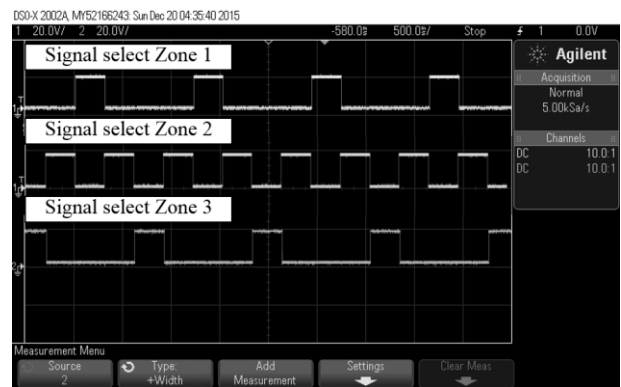 DSO-X 2002A, MY52166243: Sun Dec 20 04:35:40 2015
1 20.0V/ 2 20.0V/ -580.0s 500.0s/ Stop 1 0.0V
Signal select Zone 1
Signal select Zone 2
Signal select Zone 3
Agilent
Acquisition
Normal
5.00kSa/s
Channels
DC 10.0:1
DC 10.0:1
Measurement Menu
Source
2
Type:
+Width
Add
Measurement
Settings
Clear Meas